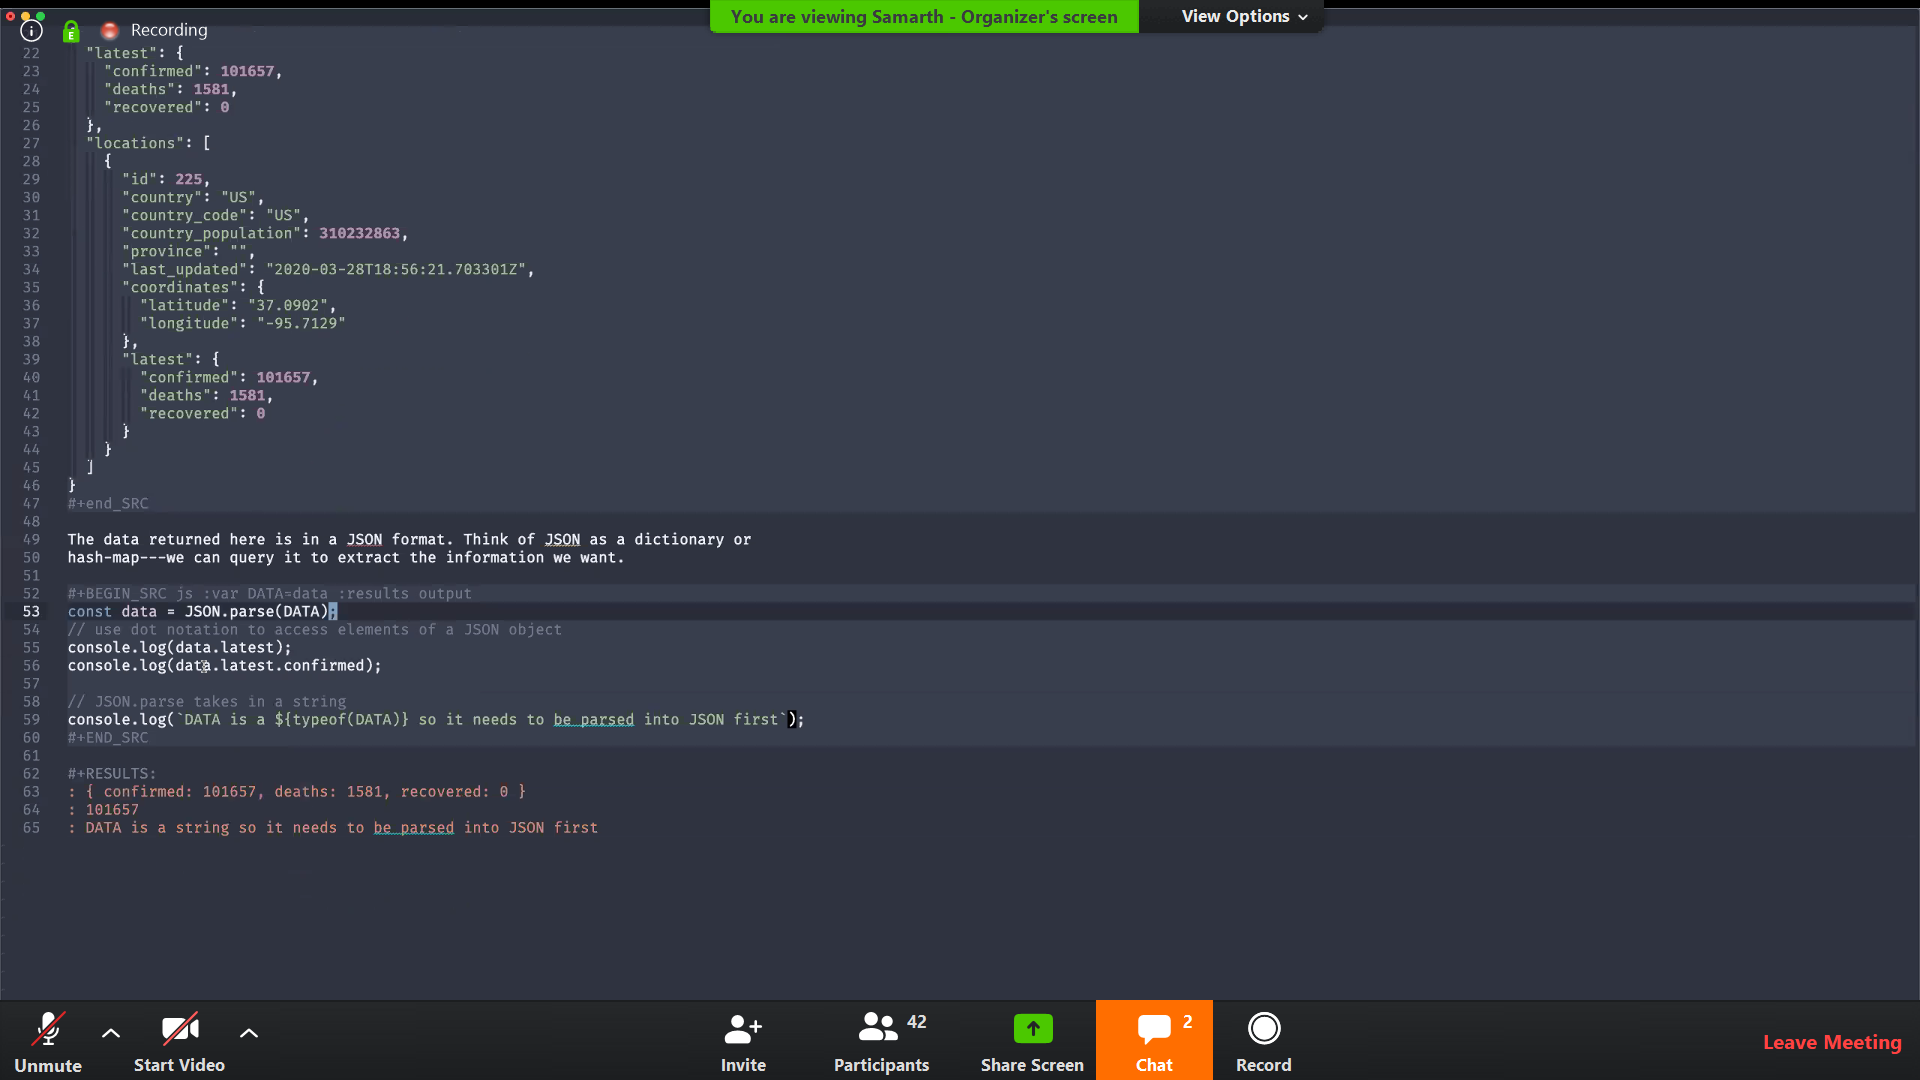 You are viewing Samarth - Organizer's screen
View Options
Recording
22 "latest": {
23 "confirmed": 101657,
24 "deaths": 1581,
25 "recovered": 0
26 },
27 "locations": [
28 {
29 "id": 225,
30 "country": "US",
31 "country_code": "US",
32 "country_population": 310232863,
33 "province": "",
34 "last_updated": "2020-03-28T18:56:21.703301Z",
35 "coordinates": {
36 "latitude": "37.0902",
37 "longitude": "-95.7129"
38 },
39 "latest": {
40 "confirmed": 101657,
41 "deaths": 1581,
42 "recovered": 0
43 }
44 }
45 ]
46 }
47 #+end_SRC
48
49 The data returned here is in a JSON format. Think of JSON as a dictionary or
50 hash-map---we can query it to extract the information we want.
51
52 #+BEGIN_SRC js :var DATA=data :results output
53 const data = JSON.parse(DATA);
54 // use dot notation to access elements of a JSON object
55 console.log(data.latest);
56 console.log(data.latest.confirmed);
57
58 // JSON.parse takes in a string
59 console.log(`DATA is a ${typeof(DATA)} so it needs to be parsed into JSON first`);
60 #+END_SRC
61
62 #+RESULTS:
63 : { confirmed: 101657, deaths: 1581, recovered: 0 }
64 : 101657
65 : DATA is a string so it needs to be parsed into JSON first
Unmute
Start Video
Invite
42
Participants
Share Screen
2
Chat
Record
Leave Meeting